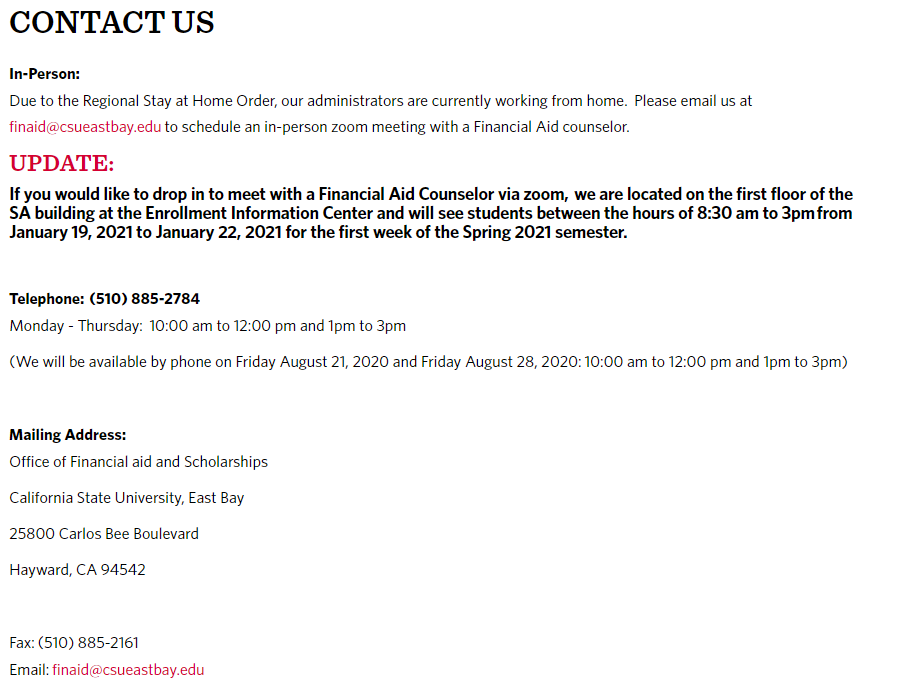 CONTACT US
In-Person:
Due to the Regional Stay at Home Order, our administrators are currently working from home.  Please email us at
finaid@csueastbay.edu to schedule an in-person zoom meeting with a Financial Aid counselor.
UPDATE:
If you would like to drop in to meet with a Financial Aid Counselor via zoom,  we are located on the first floor of the
SA building at the Enrollment Information Center and will see students between the hours of 8:30 am to 3pm from
January 19, 2021 to January 22, 2021 for the first week of the Spring 2021 semester.
Telephone: (510) 885-2784
Monday - Thursday:  10:00 am to 12:00 pm and 1pm to 3pm
(We will be available by phone on Friday August 21, 2020 and Friday August 28, 2020: 10:00 am to 12:00 pm and 1pm to 3pm)
Mailing Address:
Office of Financial aid and Scholarships
California State University, East Bay
25800 Carlos Bee Boulevard
Hayward, CA 94542
Fax: (510) 885-2161
Email: finaid@csueastbay.edu